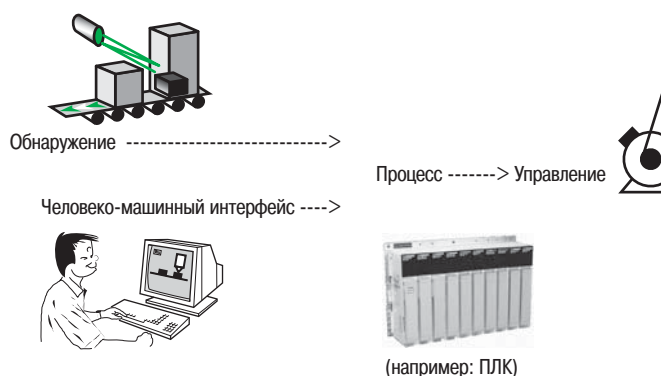 Обнаружение ----------------------------->
Процесс -------> Управление
Человеко-машинный интерфейс ---->
(например: ПЛК)